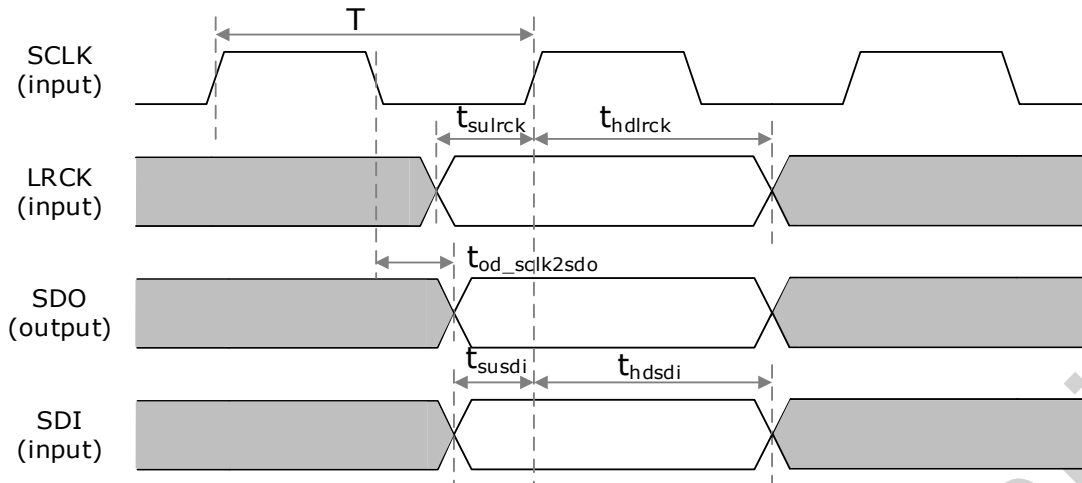 T
SCLK
(input)
tsulrck
thdlrck
LRCK
(input)
tod_sclk2sdo
SDO
(output)
tsusdi
thdsdi
SDI
(input)